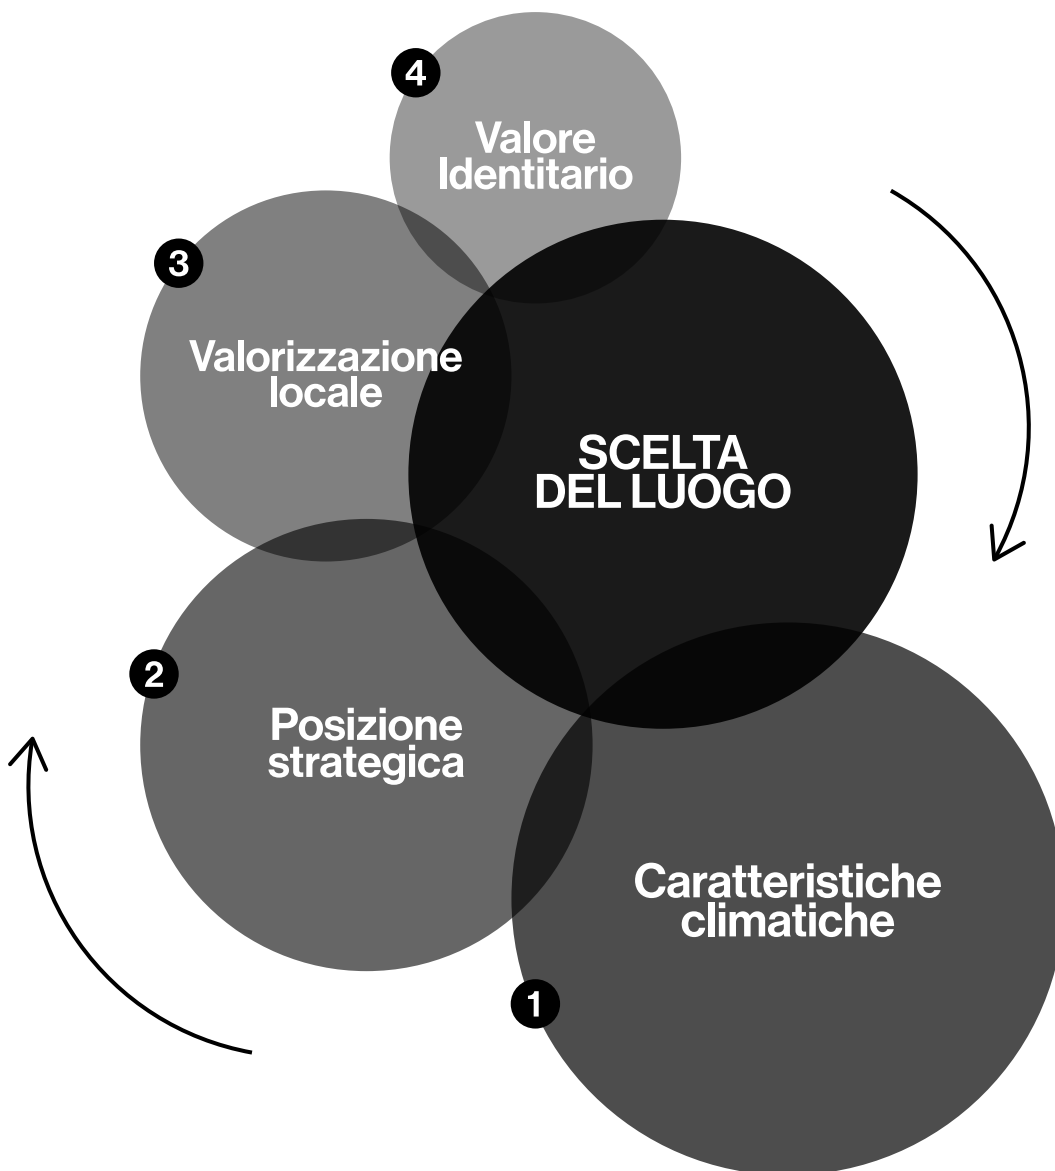 4
Valore
Identitario
3
Valorizzazione
locale
SCELTA
DEL LUOGO
2
Posizione
strategica
Caratteristiche
climatiche
1